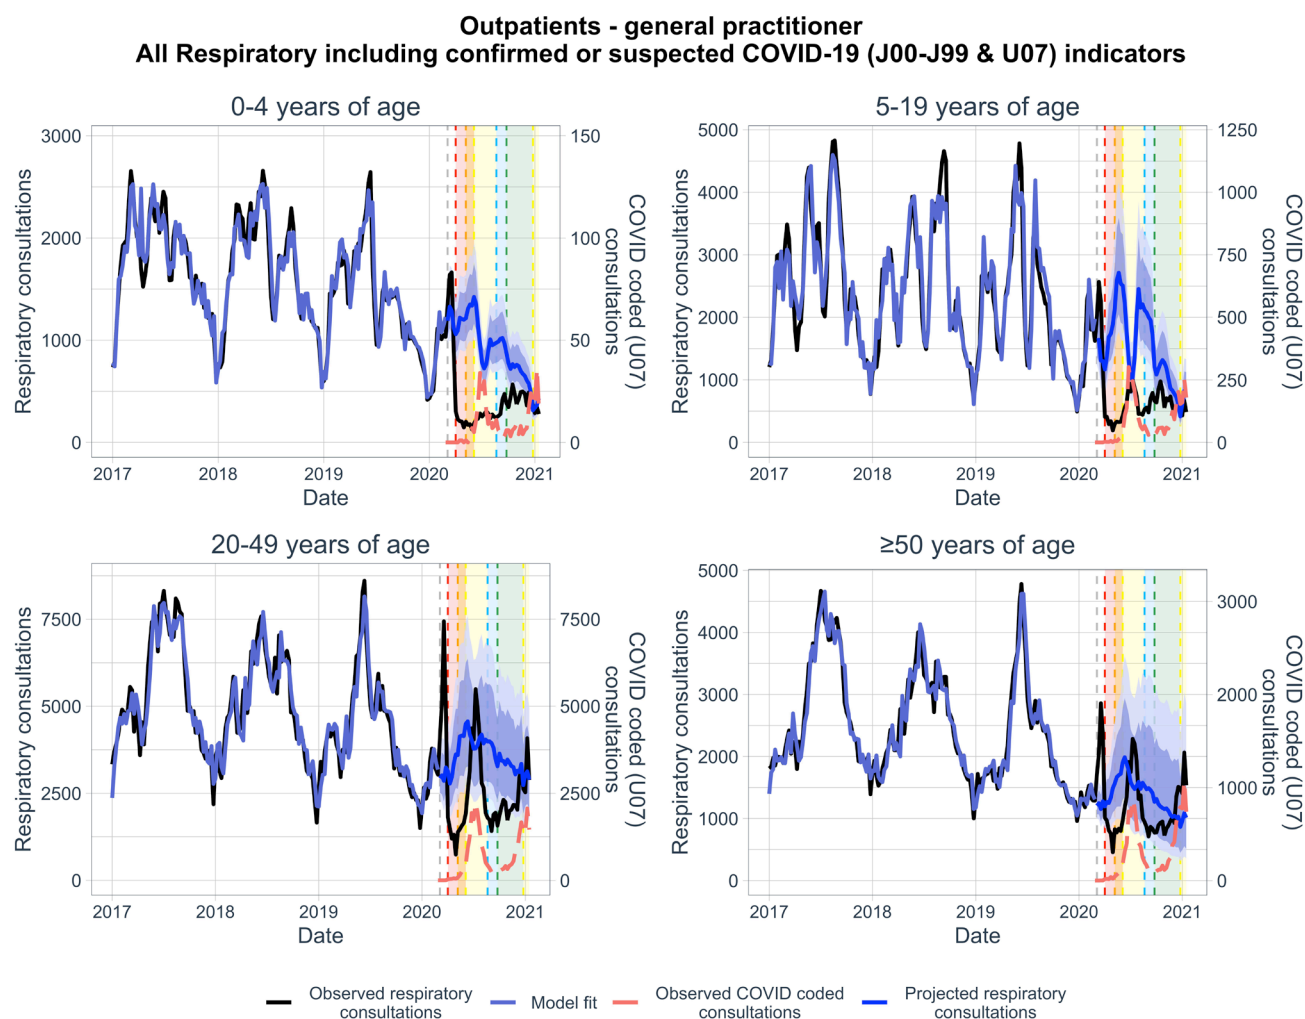 Outpatients - general practitioner
All Respiratory including confirmed or suspected COVID-19 (J00-J99 & U07) indicators
0-4 years of age
Respiratory consultations
3000
2000
1000
0
150
100
50
0
COVID coded (U07)
consultations
2017
2018
2019
2020
2021
Date
5-19 years of age
Respiratory consultations
5000
4000
3000
2000
1000
0
1250
1000
750
500
250
0
COVID coded (U07)
consultations
2017
2018
2019
2020
2021
Date
20-49 years of age
Respiratory consultations
7500
5000
2500
0
7500
5000
2500
0
COVID coded (U07)
consultations
2017
2018
2019
2020
2021
Date
≥50 years of age
Respiratory consultations
5000
4000
3000
2000
1000
0
3000
2000
1000
0
COVID coded (U07)
consultations
2017
2018
2019
2020
2021
Date
Observed respiratory
consultations
Model fit
Observed COVID coded
consultations
Projected respiratory
consultations